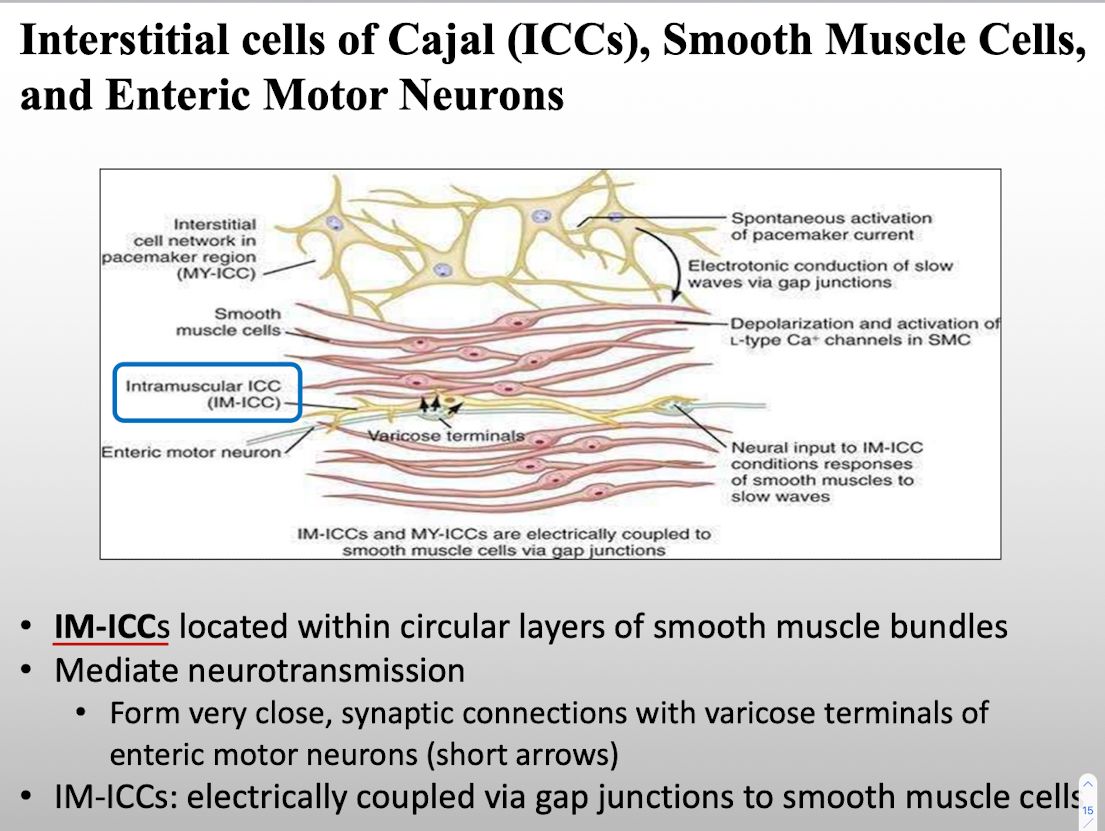 Interstitial cells of Cajal (ICCs), Smooth Muscle Cells,
and Enteric Motor Neurons
Interstitial
cell network in
pacemaker region
(MY-ICC)
Spontaneous activation
of pacemaker current
Electrotonic conduction of slow
waves via gap junctions
Smooth
muscle cells
Depolarization and activation of
L-type Ca⁺ channels in SMC
Intramuscular ICC
(IM-ICC)
Varicose terminals
Enteric motor neuron
Neural input to IM-ICC
conditions responses
of smooth muscles to
slow waves
IM-ICCs and MY-ICCs are electrically coupled to
smooth muscle cells via gap junctions
• IM-ICCs located within circular layers of smooth muscle bundles
• Mediate neurotransmission
• Form very close, synaptic connections with varicose terminals of
enteric motor neurons (short arrows)
• IM-ICCs: electrically coupled via gap junctions to smooth muscle cells
15